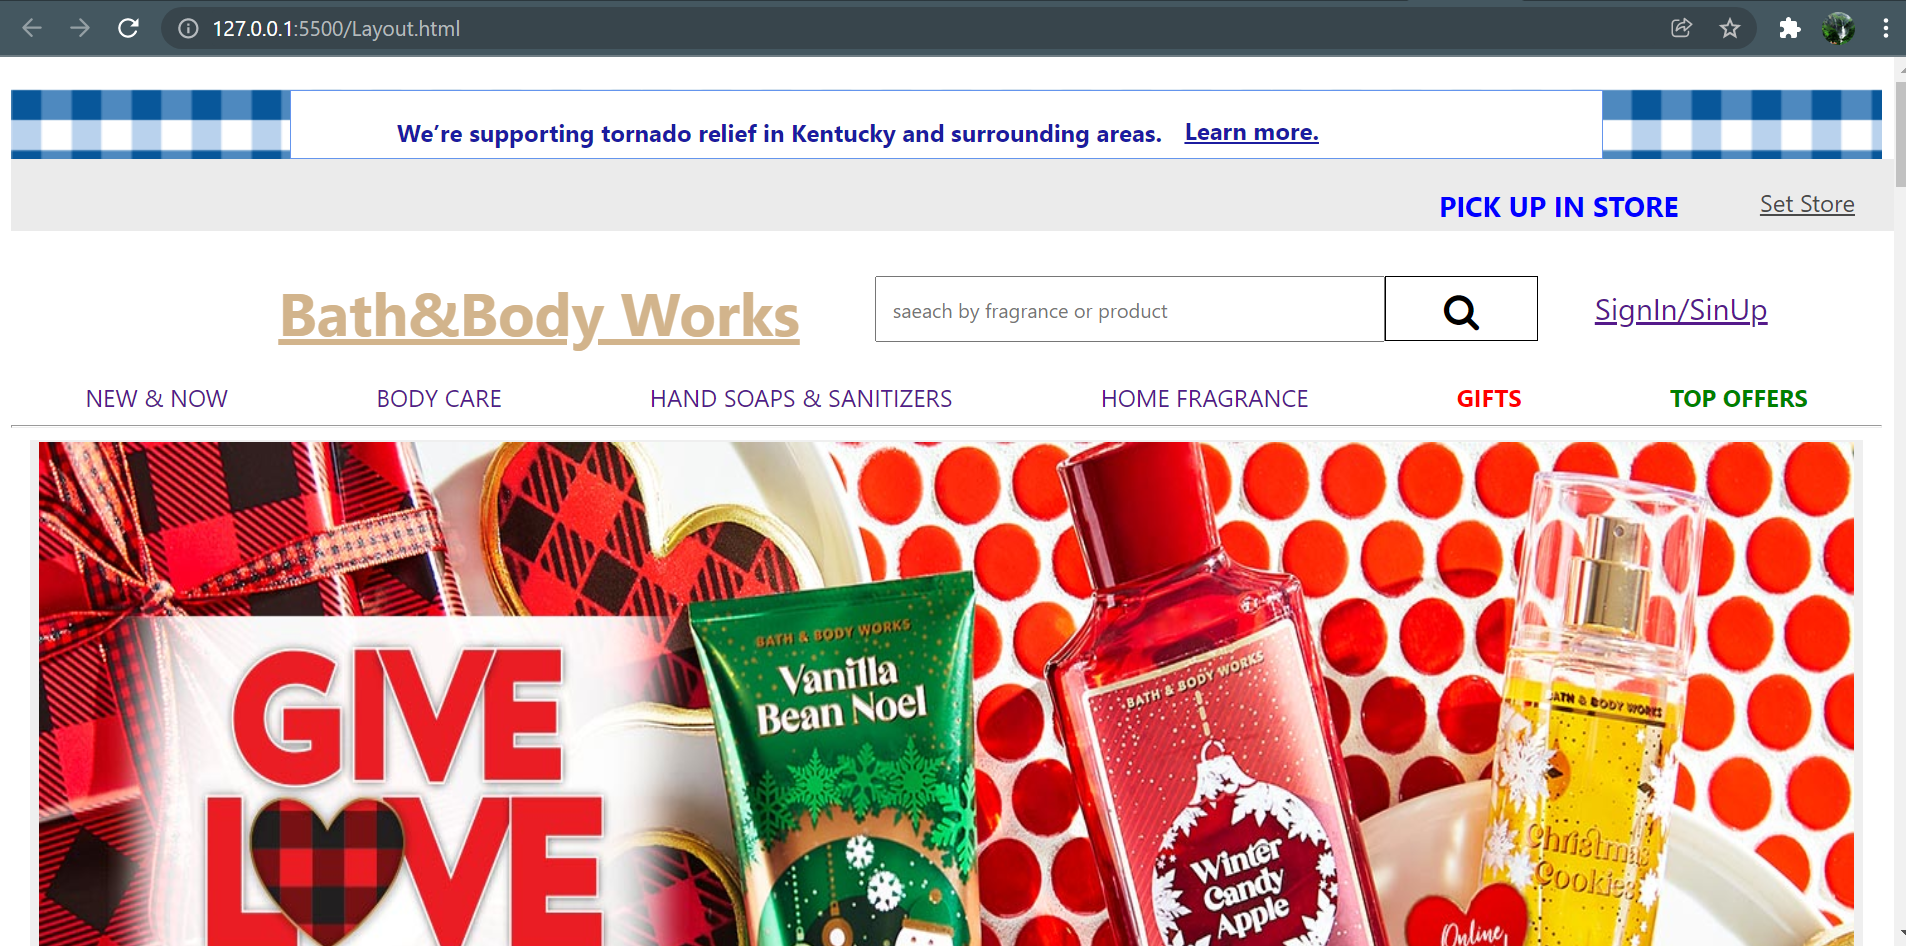 127.0.0.1:5500/Layout.html
We’re supporting tornado relief in Kentucky and surrounding areas. Learn more.
PICK UP IN STORE Set Store
Bath&Body Works
saeach by fragrance or product
SignIn/SinUp
NEW & NOW BODY CARE HAND SOAPS & SANITIZERS HOME FRAGRANCE GIFTS TOP OFFERS
GIVE
LOVE
BATH & BODY WORKS
Vanilla
Bean Noel
BATH & BODY WORKS
Winter
Candy
Apple
BATH & BODY WORKS
Christmas
Cookies
Online